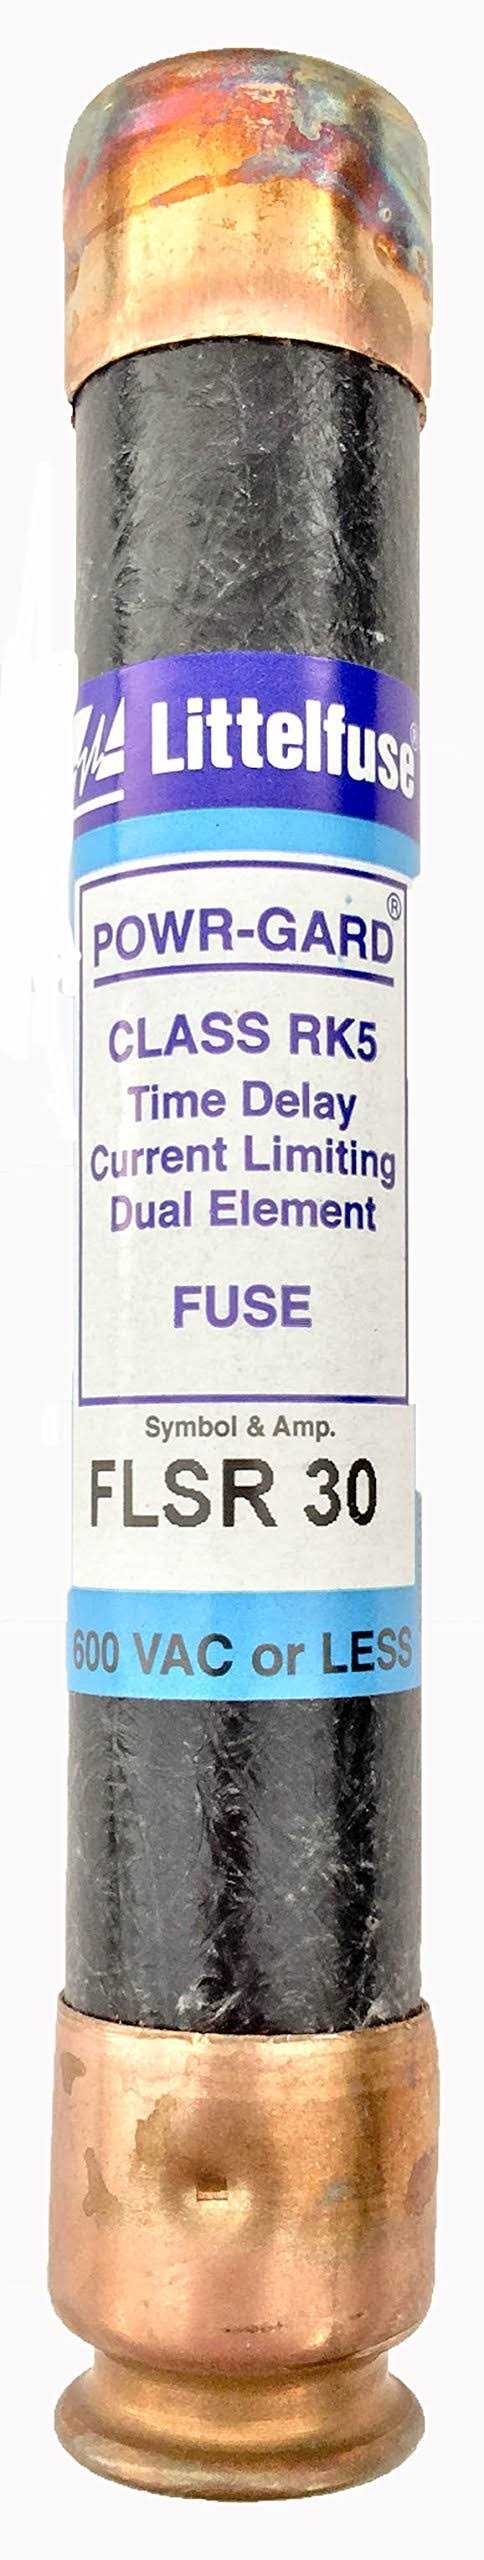 Littelfuse®
POWR-GARD®
CLASS RK5
Time Delay
Current Limiting
Dual Element
FUSE
Symbol & Amp.
FLSR 30
600 VAC or LESS